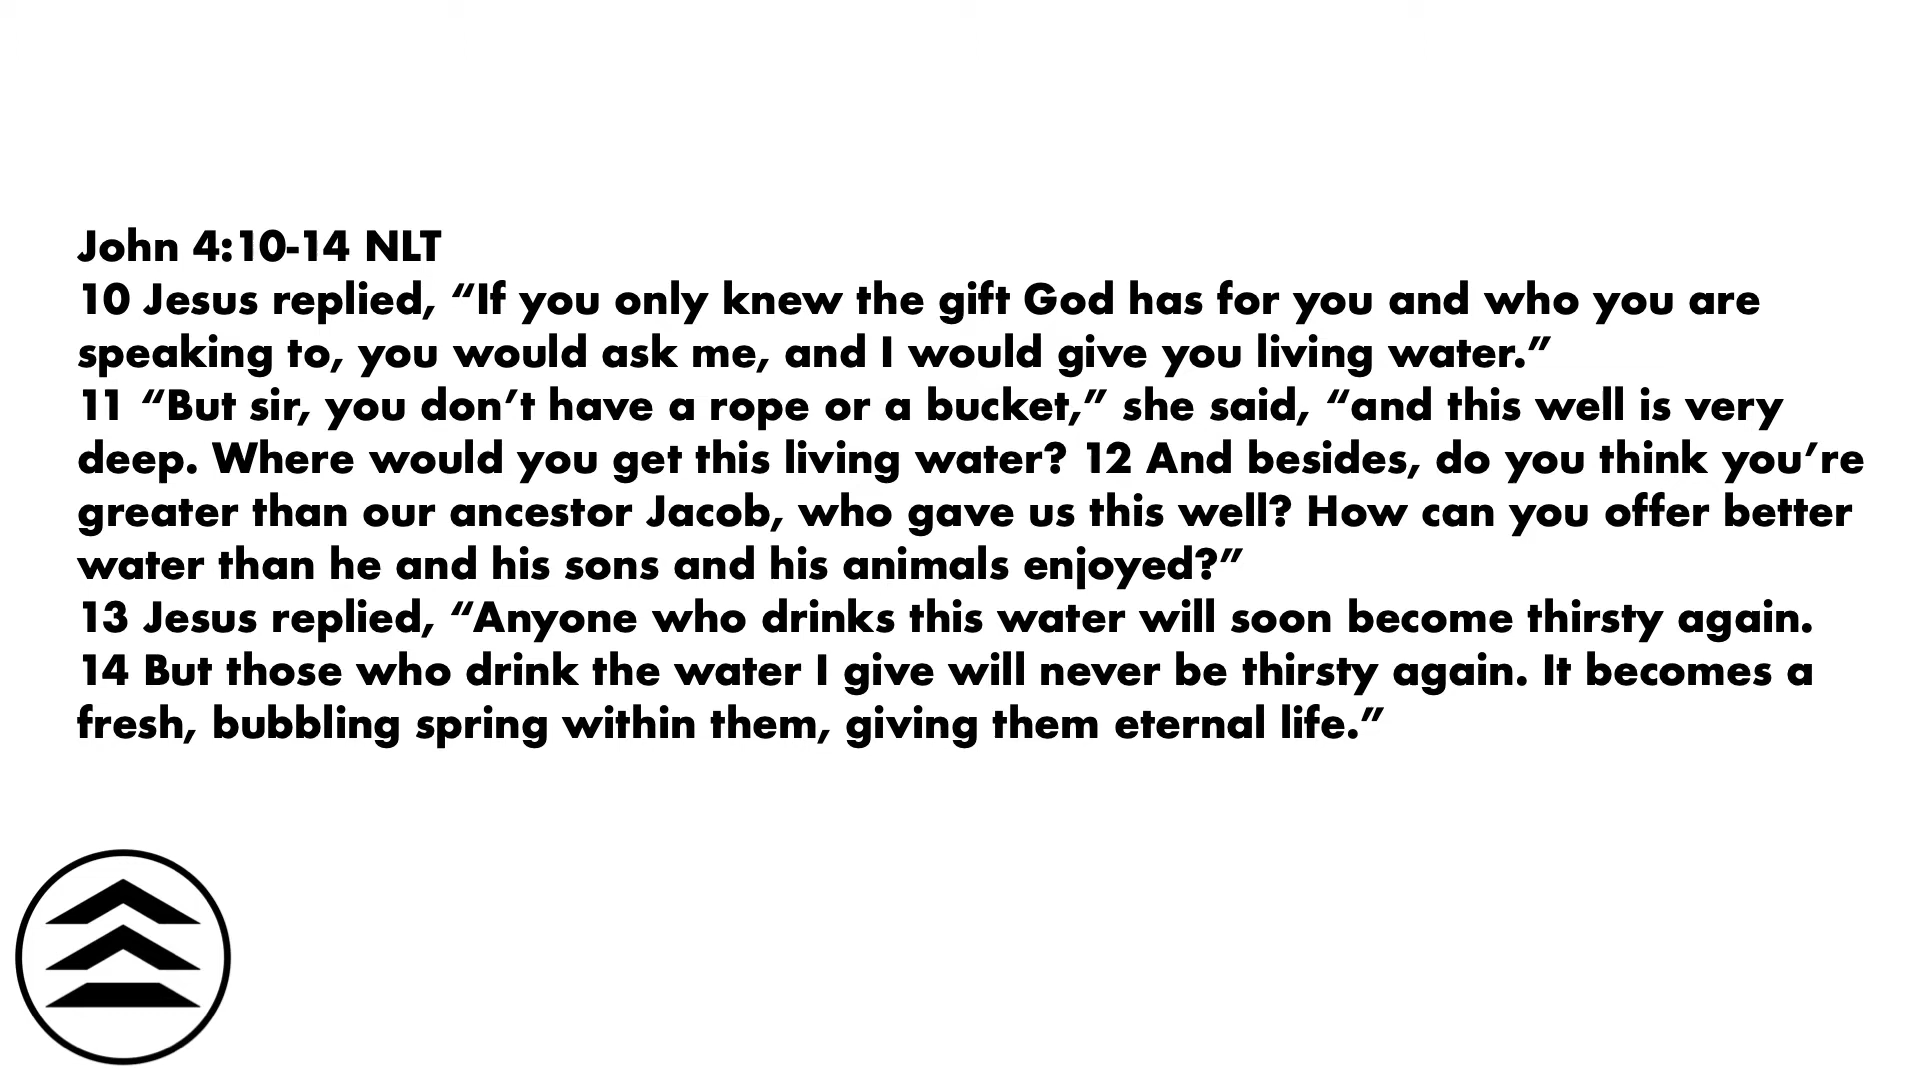 John 4:10-14 NLT
10 Jesus replied, “If you only knew the gift God has for you and who you are
speaking to, you would ask me, and I would give you living water.”
11 “But sir, you don’t have a rope or a bucket,” she said, “and this well is very
deep. Where would you get this living water? 12 And besides, do you think you’re
greater than our ancestor Jacob, who gave us this well? How can you offer better
water than he and his sons and his animals enjoyed?”
13 Jesus replied, “Anyone who drinks this water will soon become thirsty again.
14 But those who drink the water I give will never be thirsty again. It becomes a
fresh, bubbling spring within them, giving them eternal life.”